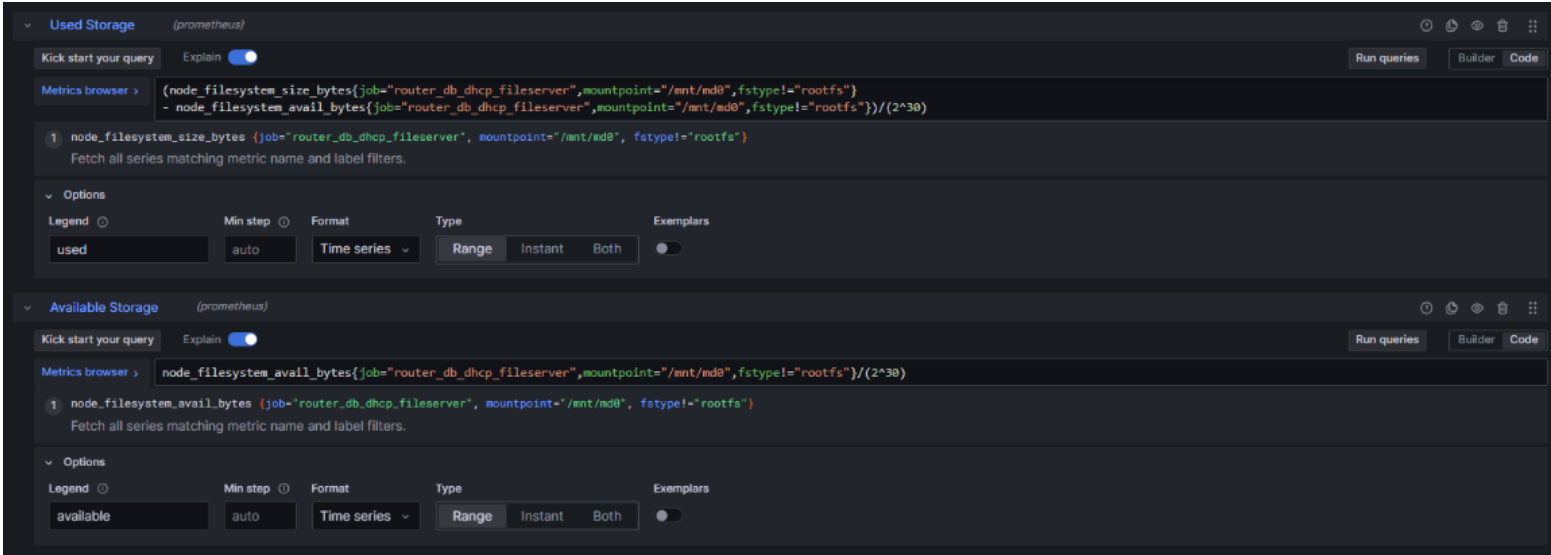 Used Storage (prometheus)
Kick start your query Explain Run queries Builder Code
Metrics browser > (node_filesystem_size_bytes{job="router_db_dhcp_fileserver",mountpoint="/mnt/md0",fstype!="rootfs"}
- node_filesystem_avail_bytes{job="router_db_dhcp_fileserver",mountpoint="/mnt/md0",fstype!="rootfs"})/(2^30)
1 node_filesystem_size_bytes {job="router_db_dhcp_fileserver", mountpoint="/mnt/md0", fstype!="rootfs"}
Fetch all series matching metric name and label filters.
Options
Legend Min step Format Type Exemplars
used auto Time series Range Instant Both
Available Storage (prometheus)
Kick start your query Explain Run queries Builder Code
Metrics browser > node_filesystem_avail_bytes{job="router_db_dhcp_fileserver",mountpoint="/mnt/md0",fstype!="rootfs"}/(2^30)
1 node_filesystem_avail_bytes {job="router_db_dhcp_fileserver", mountpoint="/mnt/md0", fstype!="rootfs"}
Fetch all series matching metric name and label filters.
Options
Legend Min step Format Type Exemplars
available auto Time series Range Instant Both